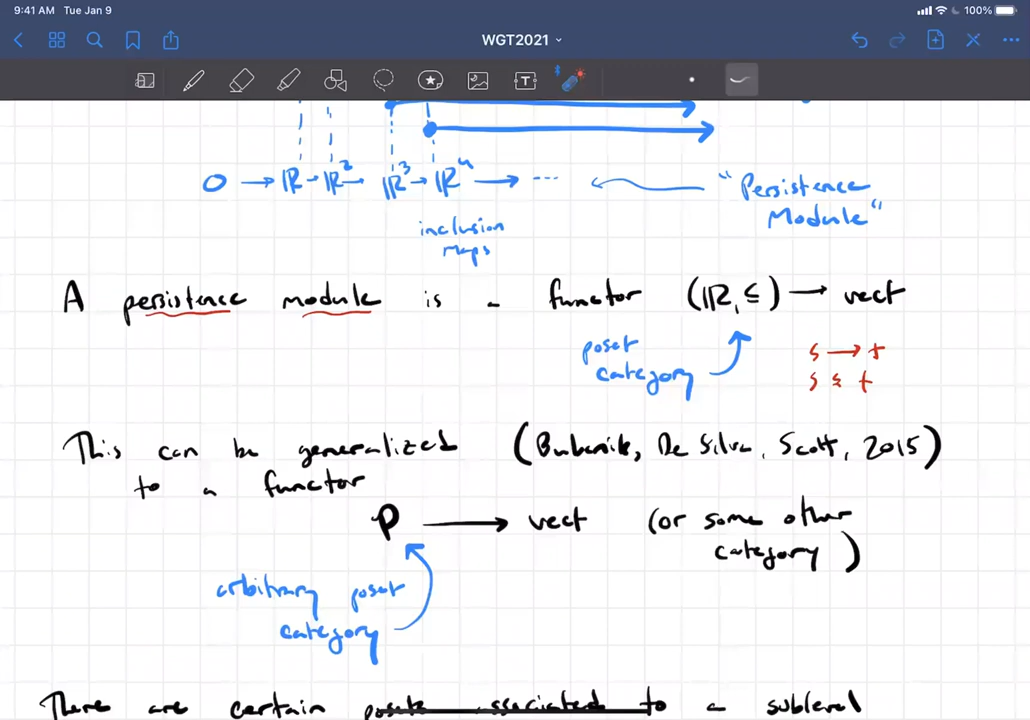 9:41 AM Tue Jan 9
100%
WGT2021
0 → ℝ → ℝ² → ℝ³ → ℝ⁴ → ···
"Persistence
Module"
inclusion
maps
A persistence module is a functor (ℝ, ≤) → vect
poset
category
s → t
s ≤ t
This can be generalized (Bubenik, De Silva, Scott, 2015)
to a functor
P → vect (or some other
category)
arbitrary poset
category
There are certain posets associated to a sublevel